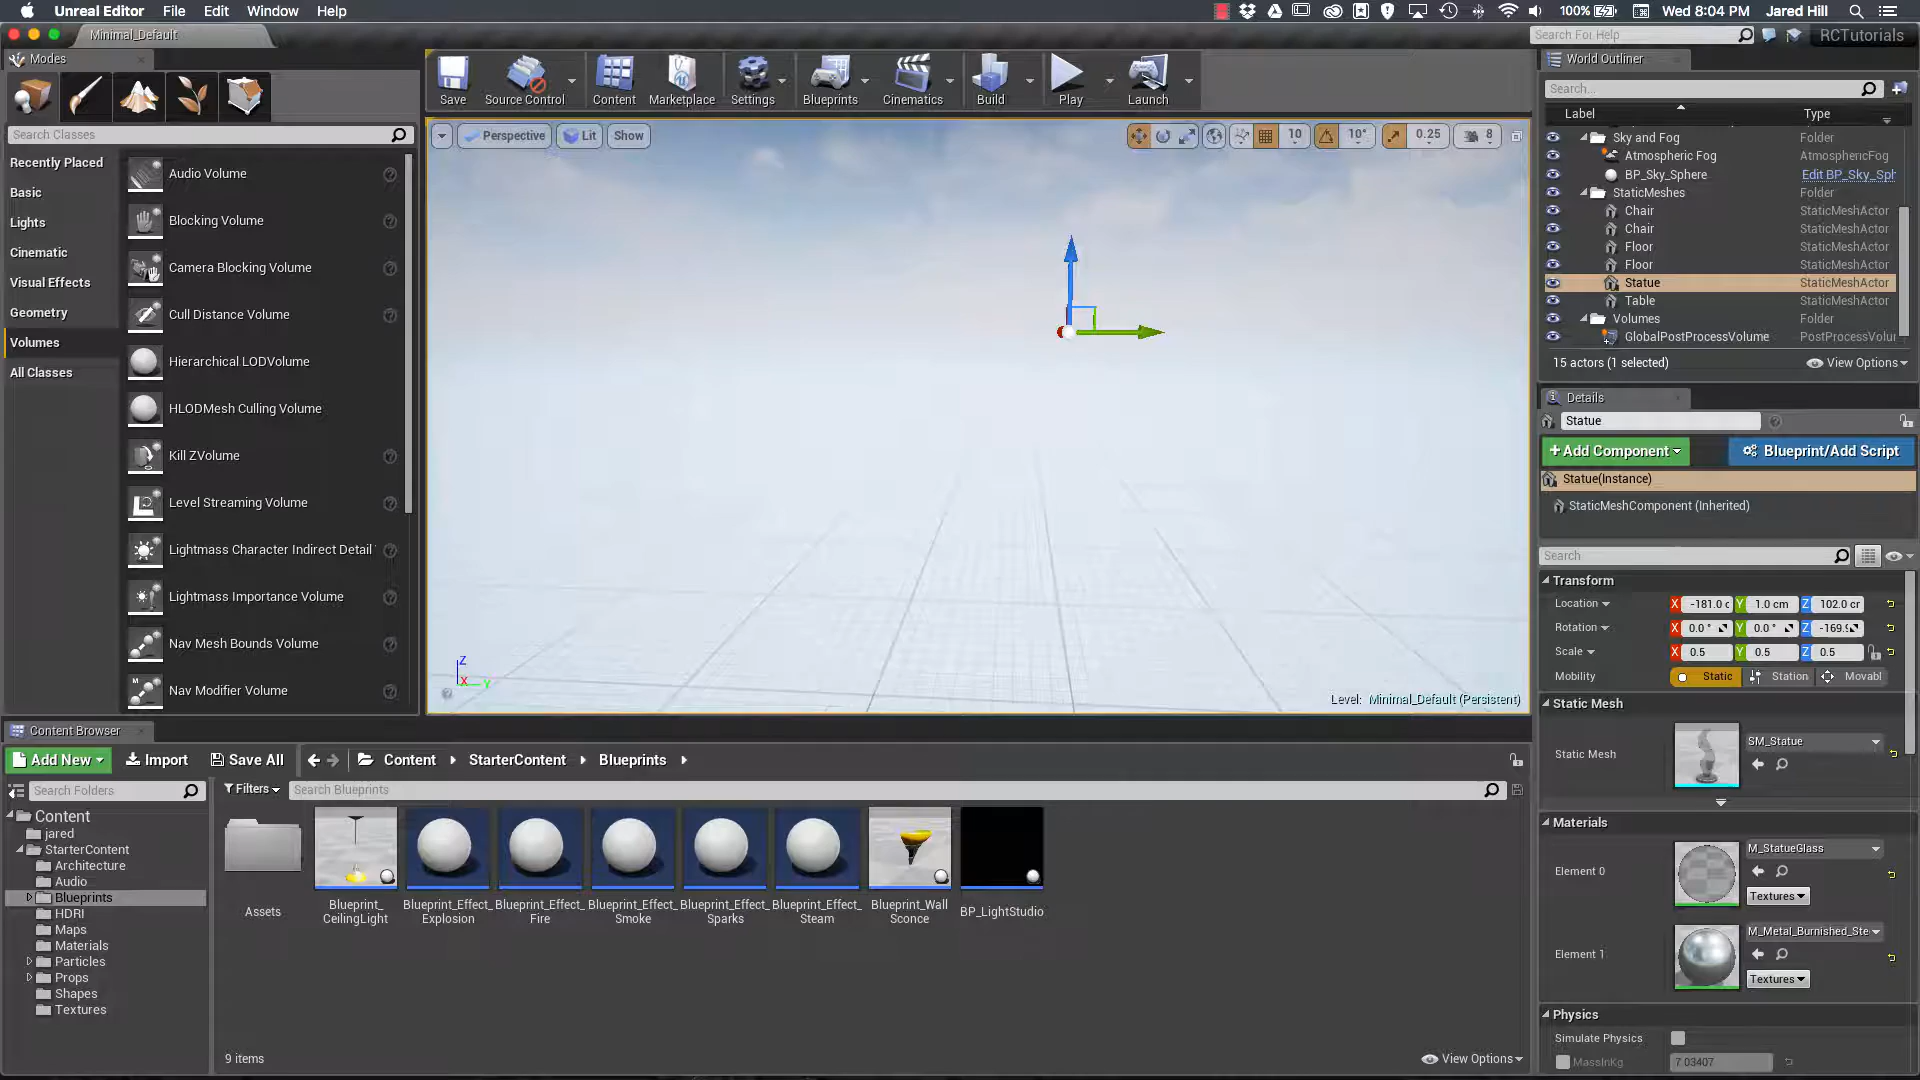 Unreal Editor File Edit Window Help
100% Wed 8:04 PM Jared Hill
Minimal_Default
Search For Help
RCTutorials
Modes
Search Classes
Recently Placed
Basic
Lights
Cinematic
Visual Effects
Geometry
Volumes
All Classes
Audio Volume
Blocking Volume
Camera Blocking Volume
Cull Distance Volume
Hierarchical LODVolume
HLODMesh Culling Volume
Kill ZVolume
Level Streaming Volume
Lightmass Character Indirect Detail
Lightmass Importance Volume
Nav Mesh Bounds Volume
Nav Modifier Volume
Save Source Control Content Marketplace Settings Blueprints Cinematics Build Play Launch
Perspective Lit Show
10 10° 0.25 8
Z
X Y
Level: Minimal_Default (Persistent)
World Outliner
Search...
Label Type
Sky and Fog Folder
Atmospheric Fog AtmosphericFog
BP_Sky_Sphere Edit BP_Sky_Sph
StaticMeshes Folder
Chair StaticMeshActor
Chair StaticMeshActor
Floor StaticMeshActor
Floor StaticMeshActor
Statue StaticMeshActor
Table StaticMeshActor
Volumes Folder
GlobalPostProcessVolume PostProcessVolu
15 actors (1 selected) View Options
Details
Statue
+Add Component Blueprint/Add Script
Statue(Instance)
StaticMeshComponent (Inherited)
Search
Transform
Location X -181.0 c Y 1.0 cm Z 102.0 cr
Rotation X 0.0 ° Y 0.0 ° Z -169.9
Scale X 0.5 Y 0.5 Z 0.5
Mobility Static Station Movabl
Static Mesh
Static Mesh SM_Statue
Materials
Element 0 M_StatueGlass
Textures
Element 1 M_Metal_Burnished_Ste
Textures
Physics
Simulate Physics
MassInKg 7.03407
Content Browser
Add New Import Save All Content StarterContent Blueprints
Search Folders
Filters Search Blueprints
Content
jared
StarterContent
Architecture
Audio
Blueprints
HDRI
Maps
Materials
Particles
Props
Shapes
Textures
Assets
Blueprint_
CeilingLight
Blueprint_Effect_
Explosion
Blueprint_Effect_
Fire
Blueprint_Effect_
Smoke
Blueprint_Effect_
Sparks
Blueprint_Effect_
Steam
Blueprint_Wall
Sconce
BP_LightStudio
9 items View Options